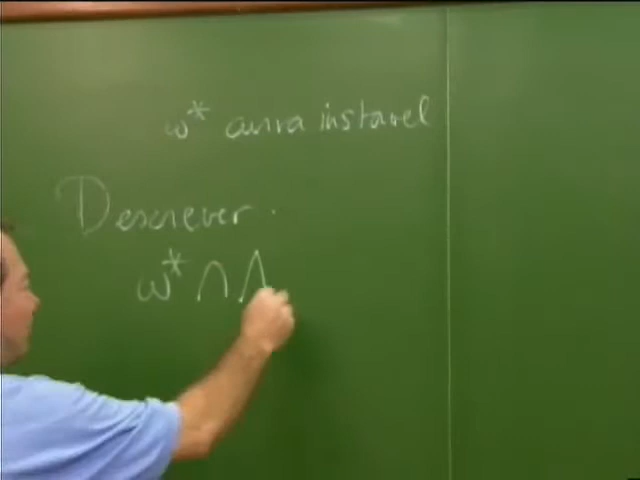 w* curva instavel
Descrever.
w* ∩ Λ